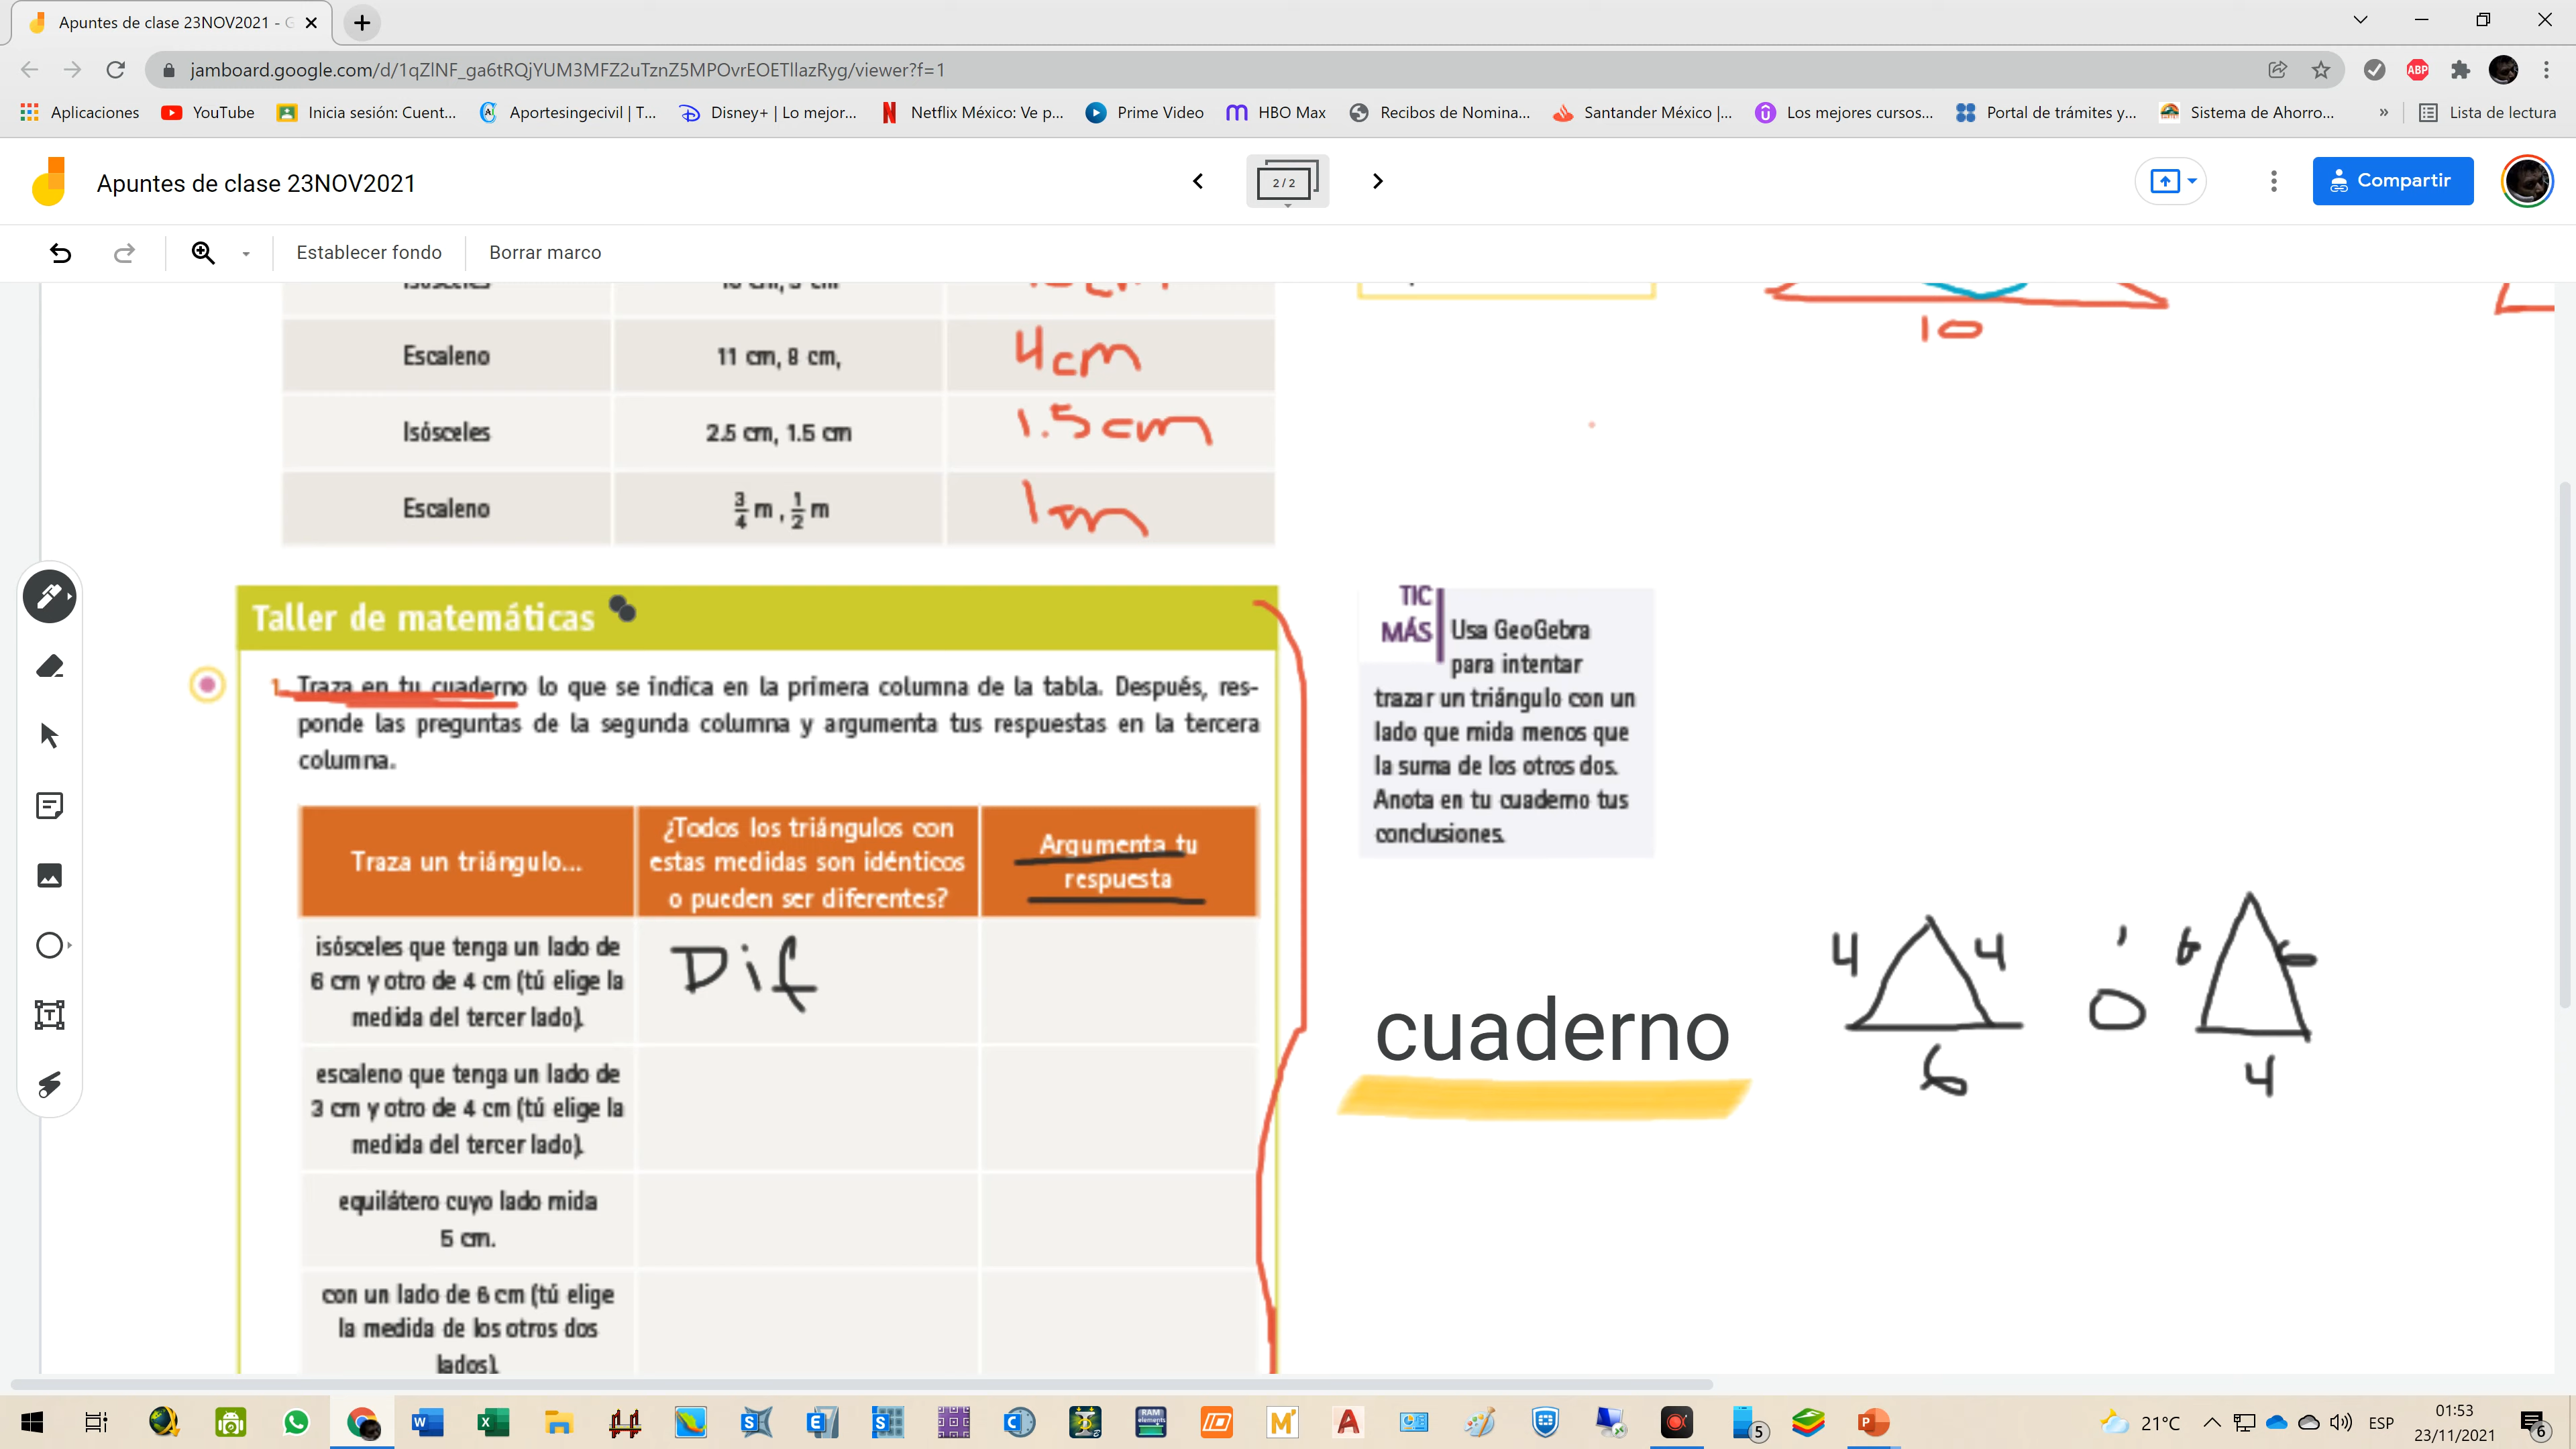 Apuntes de clase 23NOV2021 - G
jamboard.google.com/d/1qZlNF_ga6tRQjYUM3MFZ2uTznZ5MPOvrEOETllazRyg/viewer?f=1
ABP
Aplicaciones YouTube Inicia sesión: Cuent... Aportesingecivil | T... Disney+ | Lo mejor... Netflix México: Ve p... Prime Video HBO Max Recibos de Nomina... Santander México |... Los mejores cursos... Portal de trámites y... Sistema de Ahorro... » Lista de lectura
Apuntes de clase 23NOV2021
2 / 2
Compartir
Establecer fondo Borrar marco
10
Escaleno 11 cm, 8 cm, 4cm
Isósceles 2.5 cm, 1.5 cm 1.5cm
Escaleno 3/4 m, 1/2 m 1m
Taller de matemáticas
1. Traza en tu cuaderno lo que se indica en la primera columna de la tabla. Después, res-
ponde las preguntas de la segunda columna y argumenta tus respuestas en la tercera
columna.
Traza un triángulo...
¿Todos los triángulos con
estas medidas son idénticos
o pueden ser diferentes?
Argumenta tu
respuesta
isósceles que tenga un lado de
6 cm y otro de 4 cm (tú elige la
medida del tercer lado).
Dif
escaleno que tenga un lado de
3 cm y otro de 4 cm (tú elige la
medida del tercer lado).
equilátero cuyo lado mida
5 cm.
con un lado de 6 cm (tú elige
la medida de los otros dos
lados).
TIC
MÁS
Usa GeoGebra
para intentar
trazar un triángulo con un
lado que mida menos que
la suma de los otros dos.
Anota en tu cuaderno tus
conclusiones.
cuaderno
4 4
6
o
6
4
21°C
ESP
01:53
23/11/2021
5
6